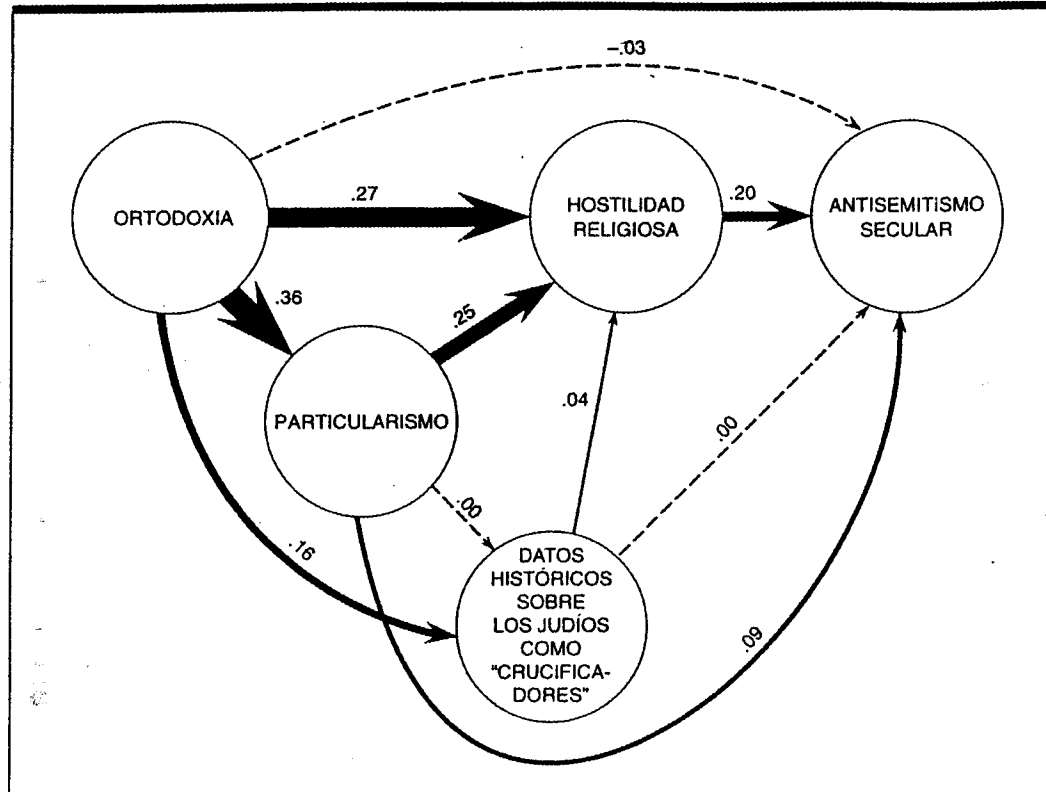 -.03
ORTODOXIA
.27
HOSTILIDAD
RELIGIOSA
.20
ANTISEMITISMO
SECULAR
.36
.25
PARTICULARISMO
.04
.00
.00
.16
DATOS
HISTÓRICOS
SOBRE
LOS JUDÍOS
COMO
"CRUCIFICA-
DORES"
.09